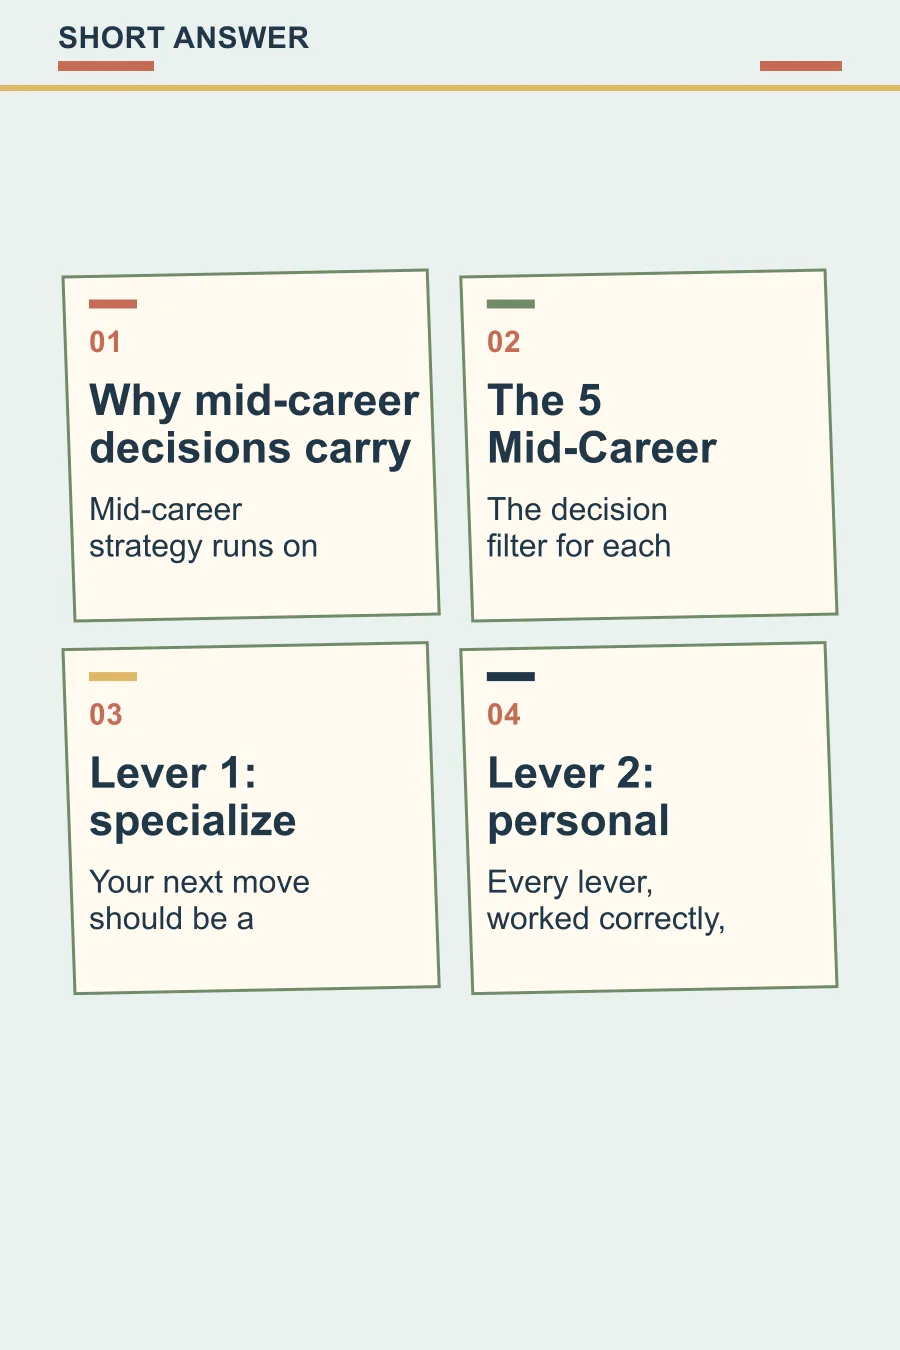 SHORT ANSWER
01
Why mid-career
decisions carry
Mid-career
strategy runs on
02
The 5
Mid-Career
The decision
filter for each
03
Lever 1:
specialize
Your next move
should be a
04
Lever 2:
personal
Every lever,
worked correctly,